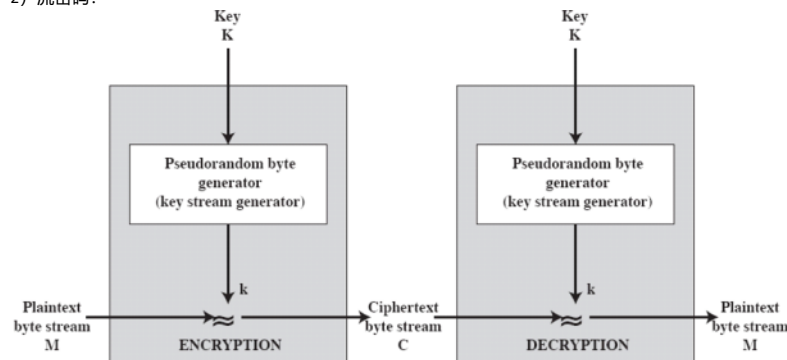 Key
K
Key
K
Pseudorandom byte
generator
(key stream generator)
Pseudorandom byte
generator
(key stream generator)
k
k
Plaintext
byte stream
M
≈
ENCRYPTION
Ciphertext
byte stream
C
≈
DECRYPTION
Plaintext
byte stream
M